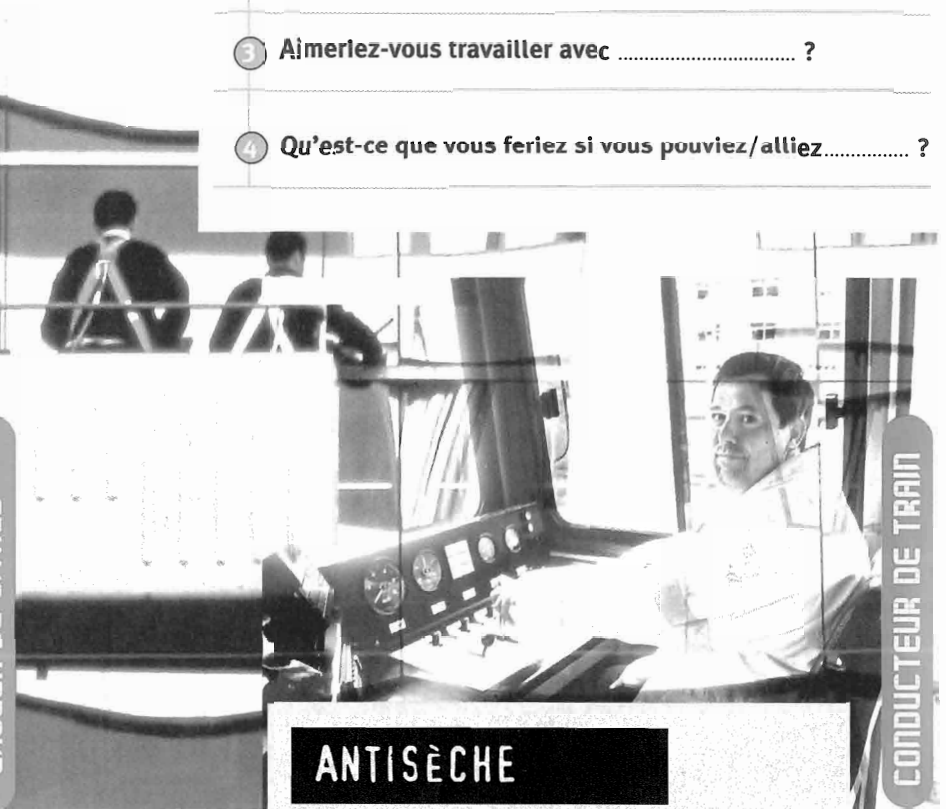 3 Aimeriez-vous travailler avec .............................. ?
4 Qu'est-ce que vous feriez si vous pouviez/alliez................ ?
CONDUCTEUR DE TRAIN
ANTISÈCHE